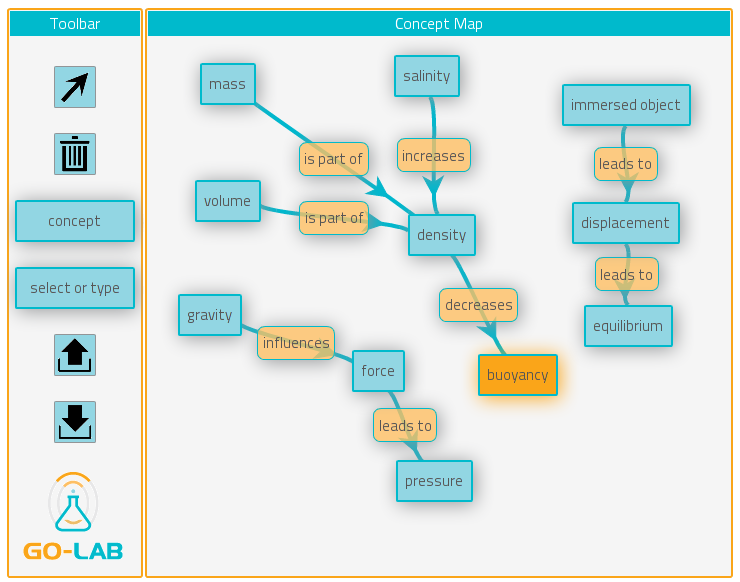 Toolbar
concept
select or type
GO-LAB
Concept Map
mass
salinity
immersed object
is part of
increases
leads to
volume
is part of
density
displacement
leads to
decreases
gravity
influences
equilibrium
force
buoyancy
leads to
pressure